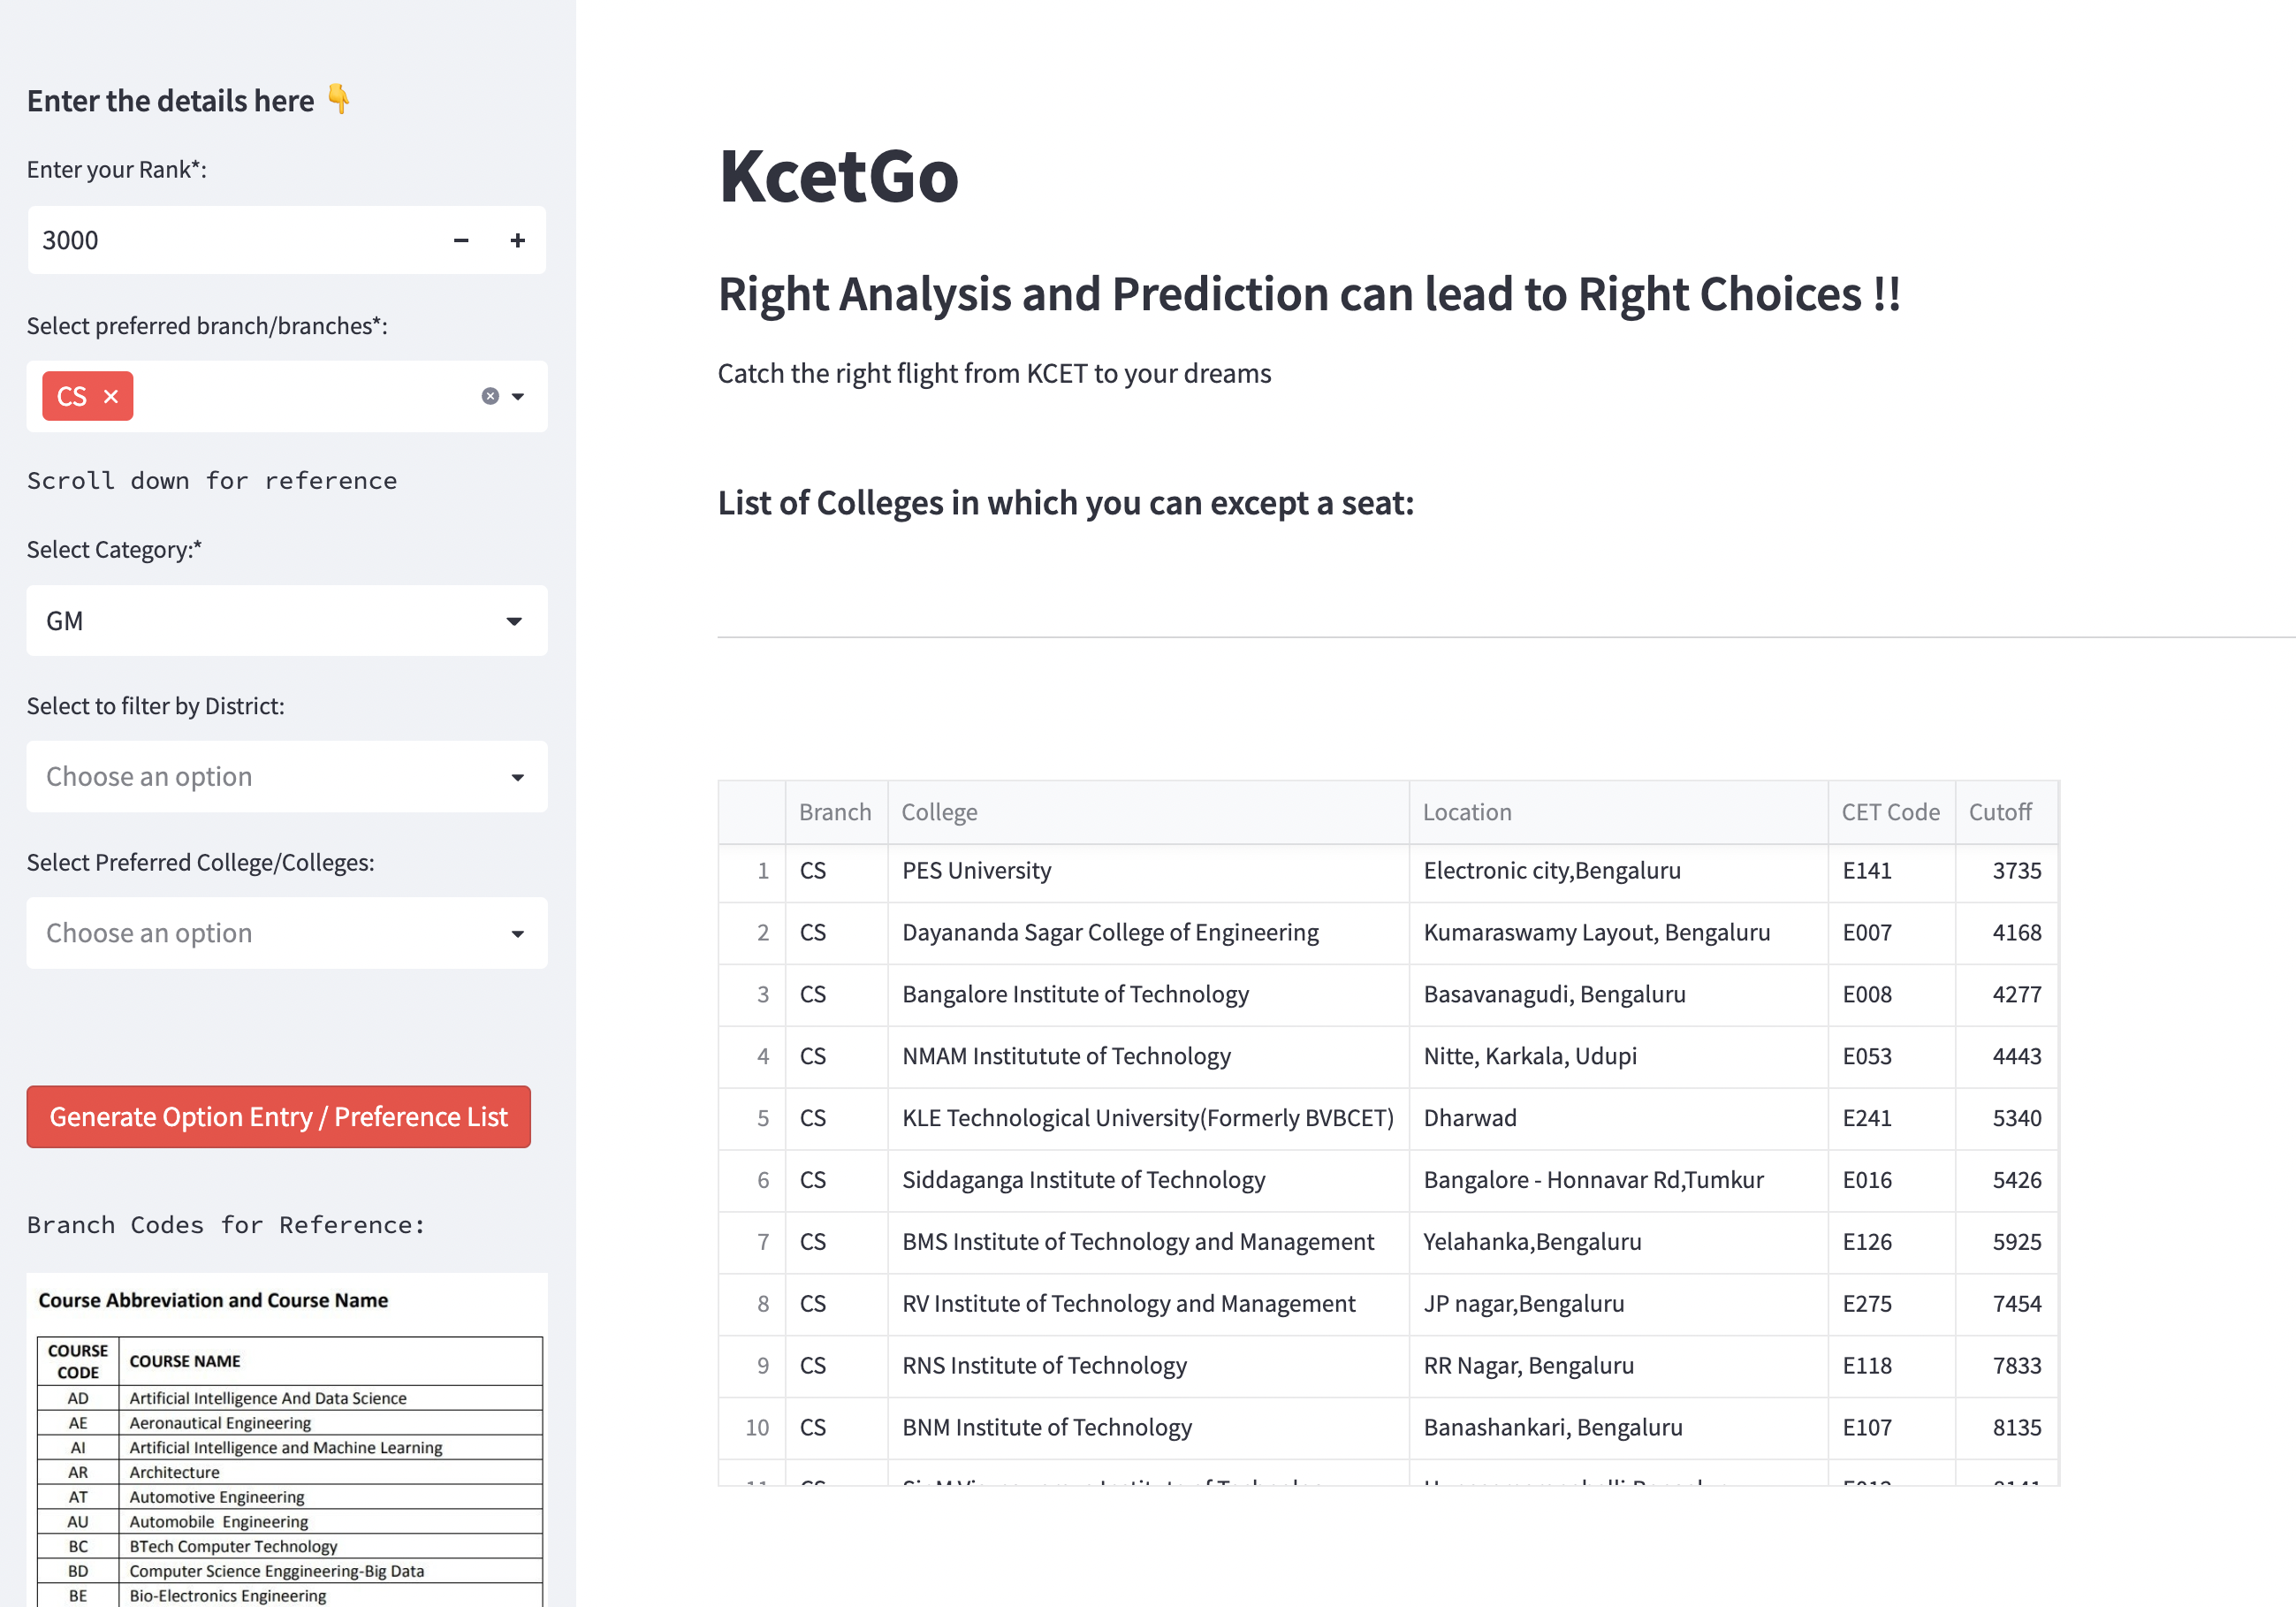 Enter the details here 👇
Enter your Rank*:
3000 − +
Select preferred branch/branches*:
CS ×
Scroll down for reference
Select Category:*
GM
Select to filter by District:
Choose an option
Select Preferred College/Colleges:
Choose an option
Generate Option Entry / Preference List
Branch Codes for Reference:
Course Abbreviation and Course Name
COURSE CODE COURSE NAME
AD Artificial Intelligence And Data Science
AE Aeronautical Engineering
AI Artificial Intelligence and Machine Learning
AR Architecture
AT Automotive Engineering
AU Automobile Engineering
BC BTech Computer Technology
BD Computer Science Enggineering-Big Data
BE Bio-Electronics Engineering
KcetGo
Right Analysis and Prediction can lead to Right Choices !!
Catch the right flight from KCET to your dreams
List of Colleges in which you can except a seat:
Branch College Location CET Code Cutoff
1 CS PES University Electronic city,Bengaluru E141 3735
2 CS Dayananda Sagar College of Engineering Kumaraswamy Layout, Bengaluru E007 4168
3 CS Bangalore Institute of Technology Basavanagudi, Bengaluru E008 4277
4 CS NMAM Institutute of Technology Nitte, Karkala, Udupi E053 4443
5 CS KLE Technological University(Formerly BVBCET) Dharwad E241 5340
6 CS Siddaganga Institute of Technology Bangalore - Honnavar Rd,Tumkur E016 5426
7 CS BMS Institute of Technology and Management Yelahanka,Bengaluru E126 5925
8 CS RV Institute of Technology and Management JP nagar,Bengaluru E275 7454
9 CS RNS Institute of Technology RR Nagar, Bengaluru E118 7833
10 CS BNM Institute of Technology Banashankari, Bengaluru E107 8135